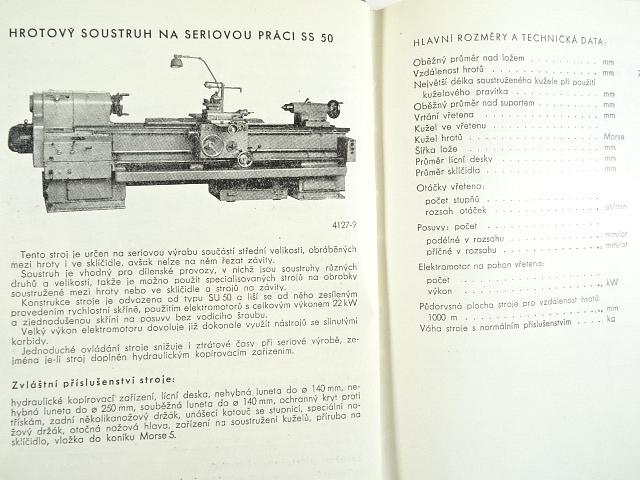 HROTOVÝ SOUSTRUH NA SERIOVOU PRÁCI SS 50
4127-9
Tento stroj je určen na seriovou výrobu součástí střední velikosti, obráběných
mezi hroty i ve sklíčidle, avšak nelze na něm řezat závity.
Soustruh je vhodný pro dílenské provozy, v nichž jsou soustruhy různých
druhů a velikostí, takže je možno použít specialisovaných strojů na obrobky
soustružené mezi hroty nebo ve sklíčidle a strojů na závity.
Konstrukce stroje je odvozena od typu SU 50 a liší se od něho zesíleným
provedením rychlostní skříně, použitím elektromotorů s celkovým výkonem 22 kW
a zjednodušenou skříní na posuvy bez vodicího šroubu.
Velký výkon elektromotoru dovoluje již dokonale využít nástrojů se slinutými
karbidy.
Jednoduché ovládání stroje snižuje i ztrátové časy při seriové výrobě, ze-
jména je-li stroj doplněn hydraulickým kopírovacím zařízením.
Zvláštní příslušenství stroje:
hydraulické kopírovací zařízení, lícní deska, nehybná luneta do ø 140 mm, ne-
hybná luneta do ø 250 mm, souběžná luneta do ø 140 mm, ochranný kryt proti
třískám, zadní několikanožový držák, unášecí kotouč se stupnicí, speciální no-
žový držák, otočná nožová hlava, zařízení na soustružení kuželů, příruba na
sklíčidlo, vložka do koníku Morse 5.
HLAVNÍ ROZMĚRY A TECHNICKÁ DATA:
Oběžný průměr nad ložem . . . . . . . . . . mm
Vzdálenost hrotů . . . . . . . . . . mm
Největší délka soustruženého kužele při použití
kuželového pravítka . . . . . . . . . . mm
Oběžný průměr nad suportem . . . . . . . . . . mm
Vrtání vřetena . . . . . . . . . . mm
Kužel ve vřetenu . . . . . . . . . .
Kužel hrotů . . . . . . . . . . Morse
Šířka lože . . . . . . . . . . mm
Průměr lícní desky . . . . . . . . . . mm
Průměr sklíčidla . . . . . . . . . . mm
Otáčky vřetena:
počet stupňů . . . . . . . . . .
rozsah otáček . . . . . . . . . . ot/min
Posuvy: počet . . . . . . . . . .
podélné v rozsahu . . . . . . . . . . mm/ot
příčné v rozsahu . . . . . . . . . . mm/ot
Elektromotor na pohon vřetena:
počet . . . . . . . . . .
výkon . . . . . . . . . . kW
Půdorysná plocha stroje pro vzdálenost hrotů
1000 m . . . . . . . . . . mm
Váha stroje s normálním příslušenstvím . . . . . kg